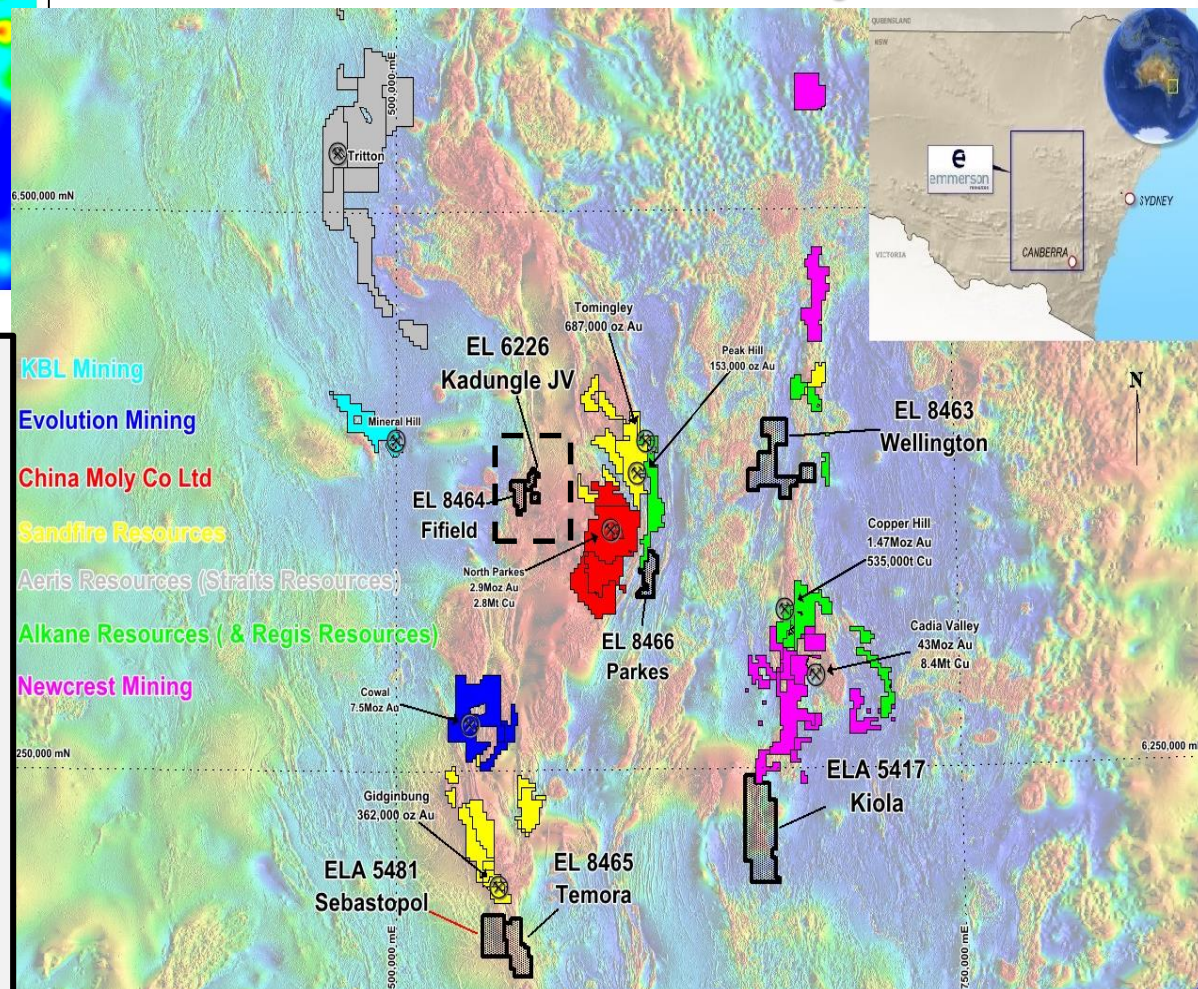 QUEENSLAND
NSW
emmerson
SYDNEY
CANBERRA
VICTORIA
500,000 mE
Tritton
6,500,000 mN
Tomingley
687,000 oz Au
EL 6226
Kadungle JV
Peak Hill
153,000 oz Au
N
KBL Mining
Evolution Mining
China Moly Co Ltd
Sandfire Resources
Aeris Resources (Straits Resources)
Alkane Resources ( & Regis Resources)
Newcrest Mining
Mineral Hill
EL 8463
Wellington
EL 8464
Fifield
North Parkes
2.9Moz Au
2.8Mt Cu
Copper Hill
1.47Moz Au
535,000t Cu
EL 8466
Parkes
Cadia Valley
43Moz Au
8.4Mt Cu
Cowal
7.5Moz Au
250,000 mN
6,250,000 m
ELA 5417
Kiola
Gidginbung
362,000 oz Au
ELA 5481
Sebastopol
EL 8465
Temora
500,000 mE
750,000 mE